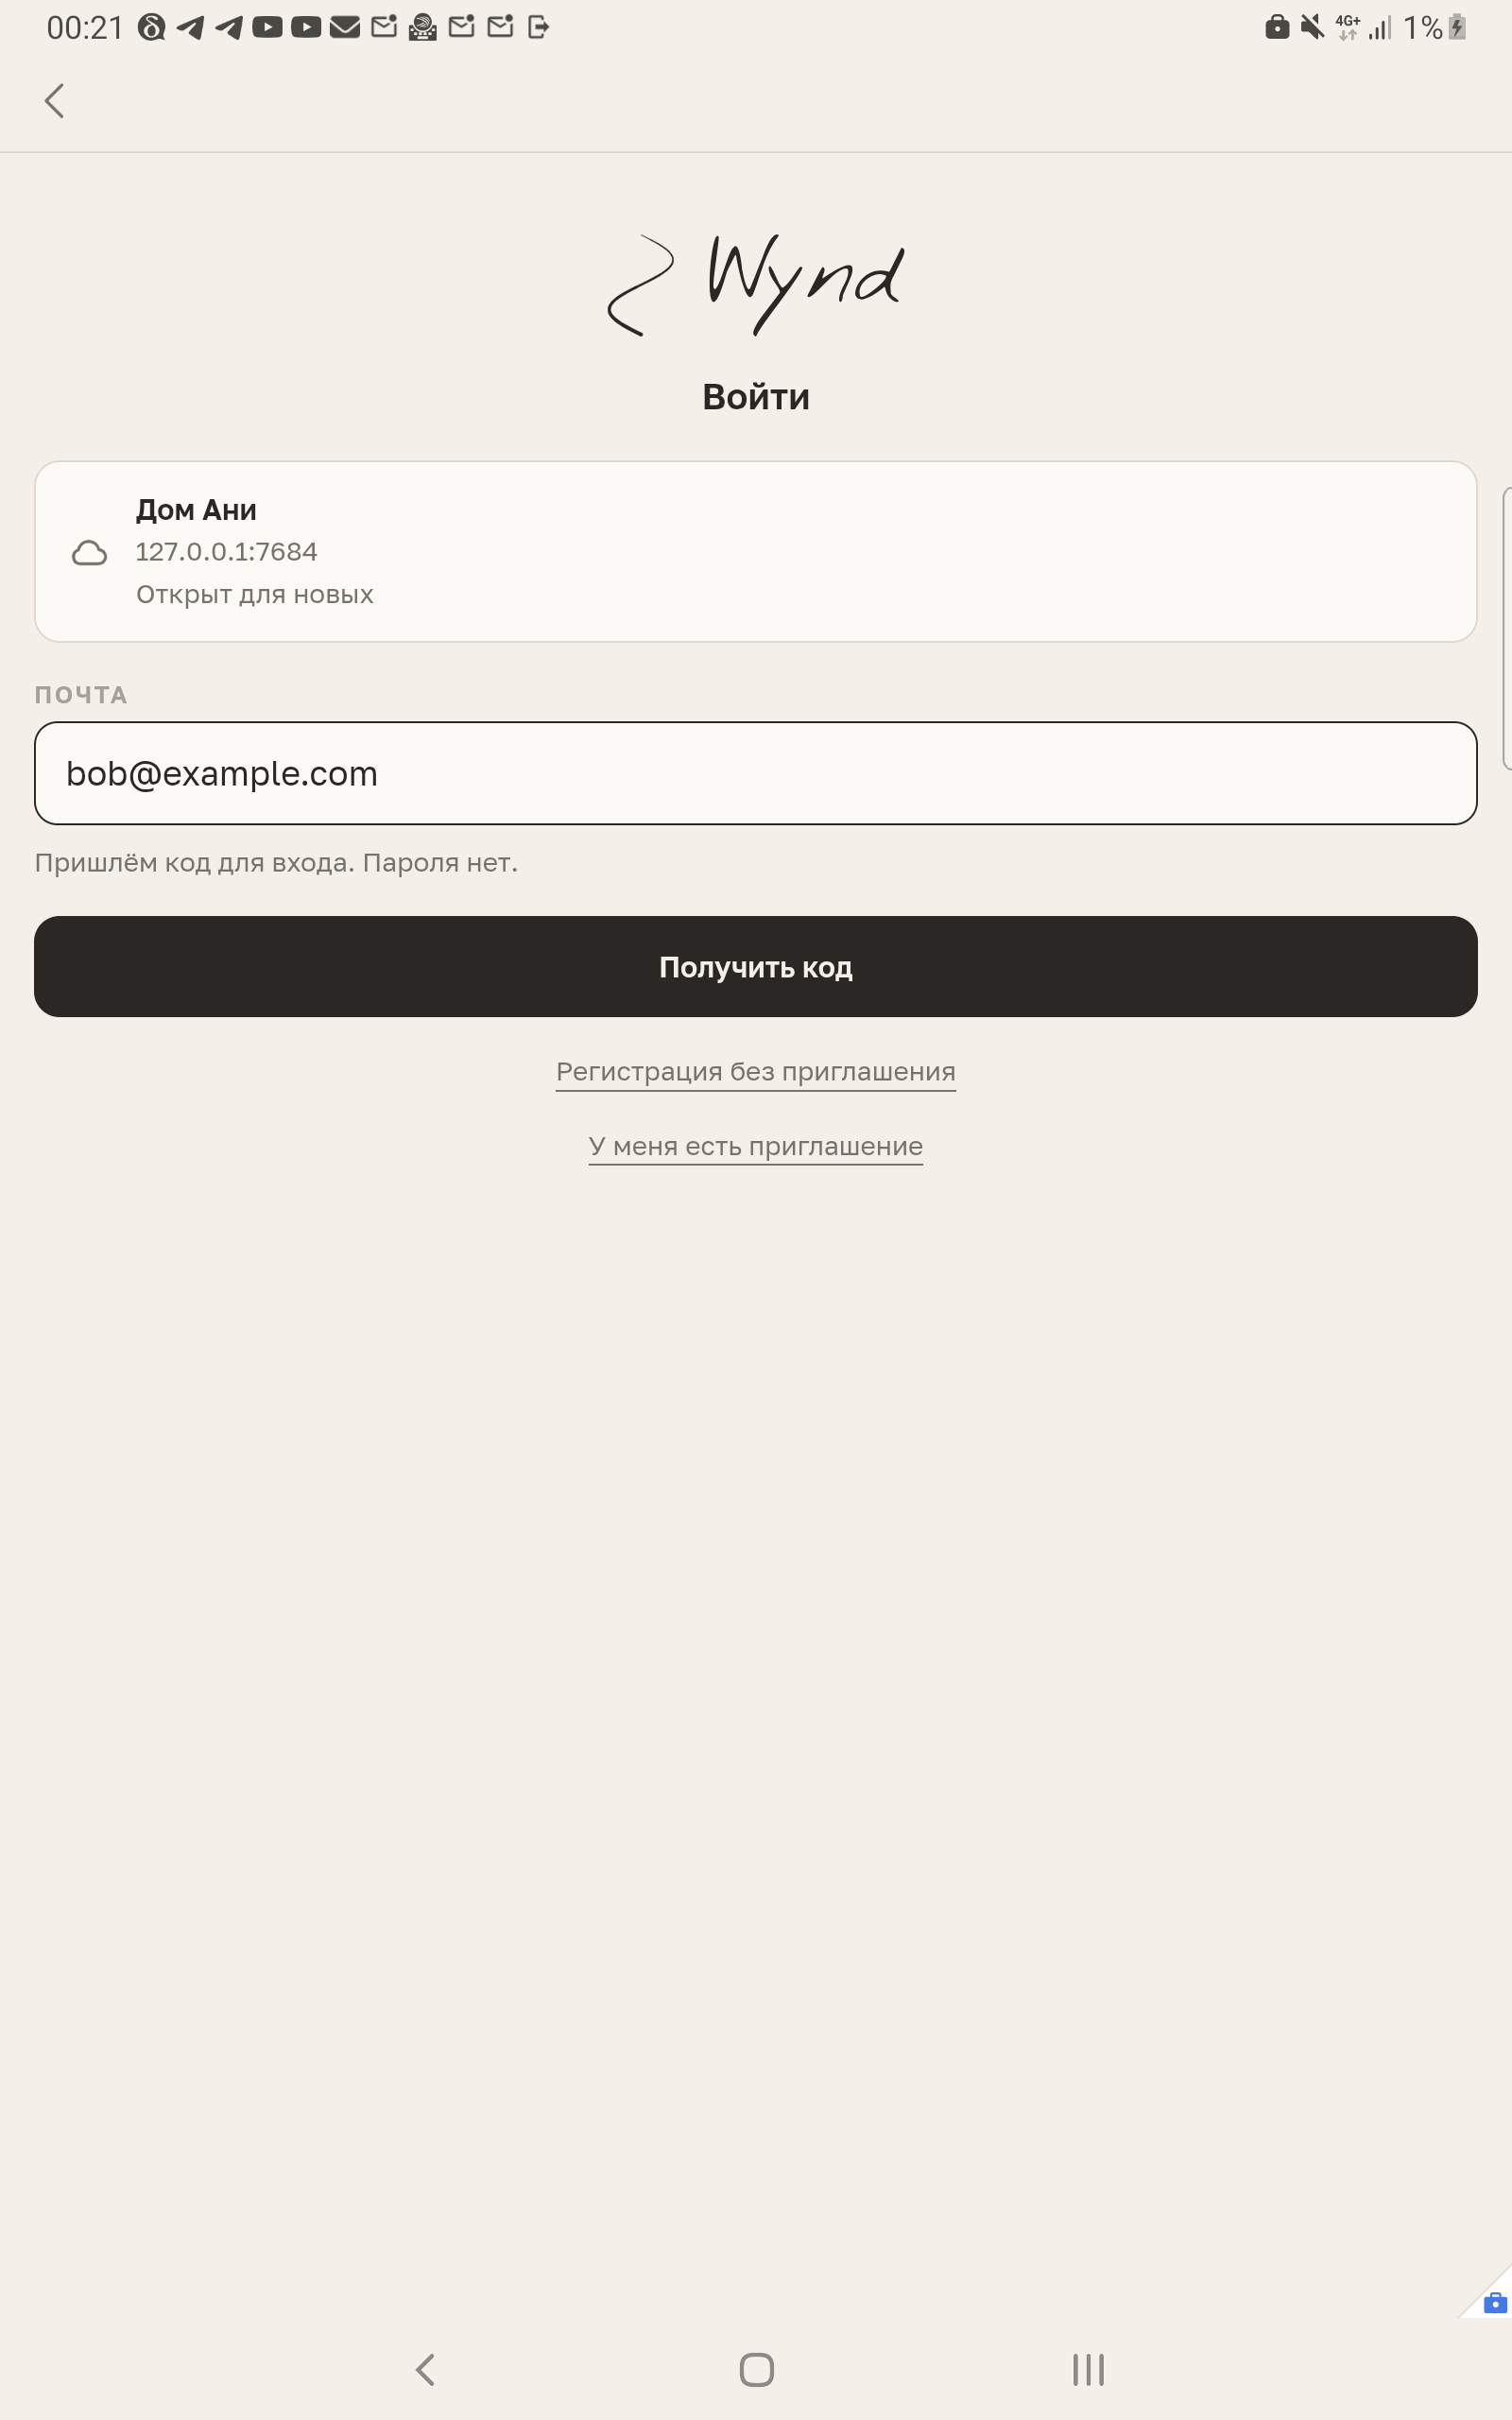 00:21
4G+
1%
Wynd
Войти
Дом Ани
127.0.0.1:7684
Открыт для новых
ПОЧТА
bob@example.com
Пришлём код для входа. Пароля нет.
Получить код
Регистрация без приглашения
У меня есть приглашение